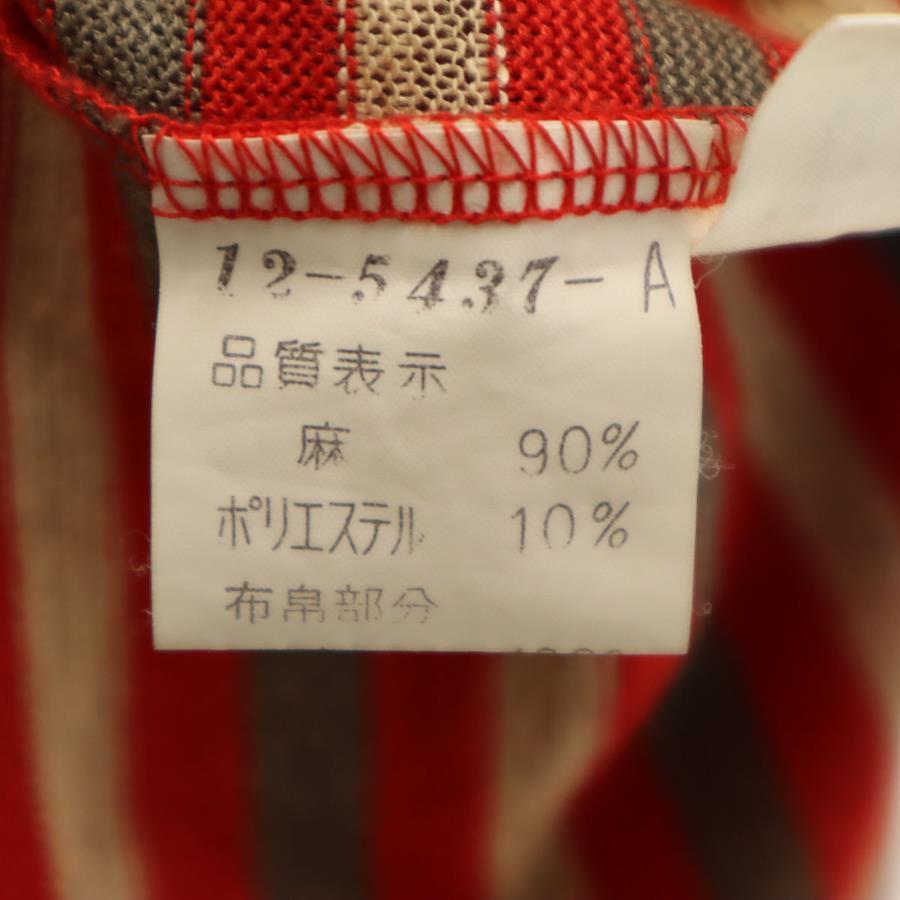 12-5437-A
品質表示
麻 90%
ポリエステル 10%
布帛部分